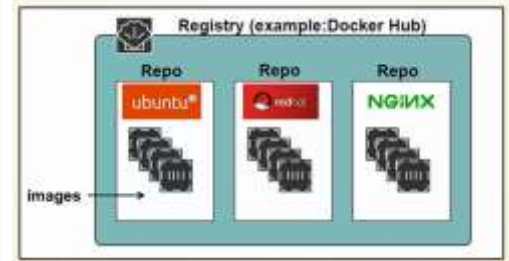 Registry (example:Docker Hub)
Repo
Repo
Repo
ubuntu®
redhat
NGINX
images